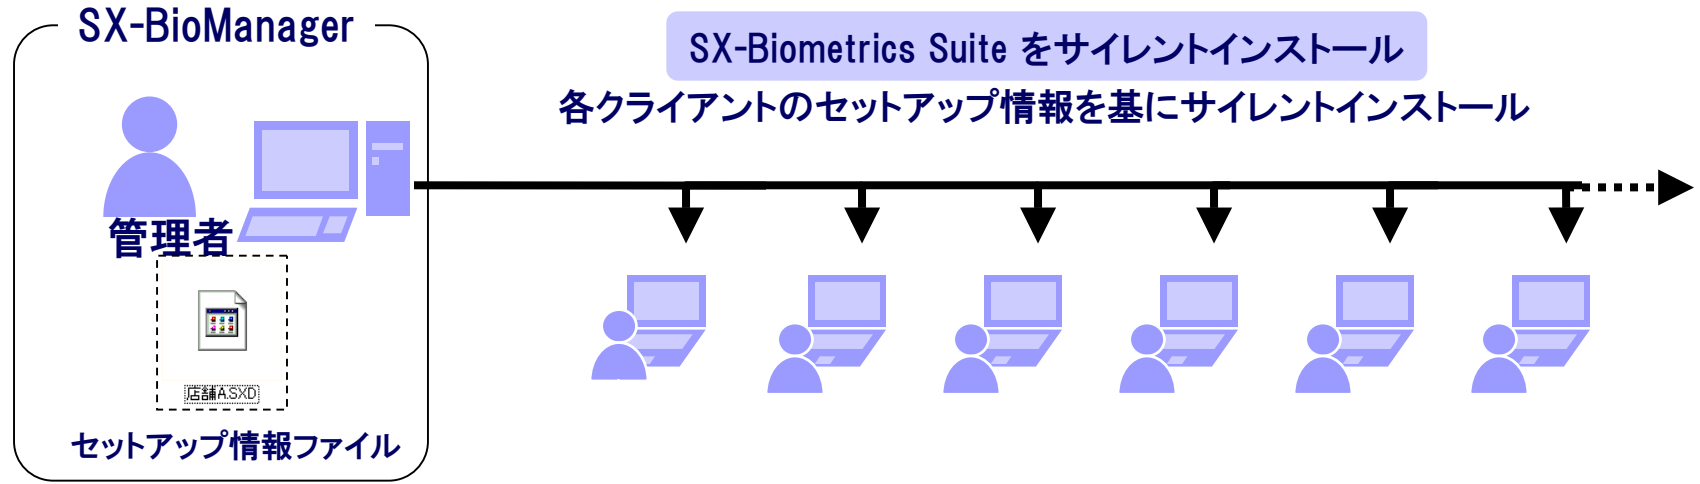 SX-BioManager
SX-Biometrics Suite をサイレントインストール
各クライアントのセットアップ情報を基にサイレントインストール
管理者
店舗A.SXD
セットアップ情報ファイル